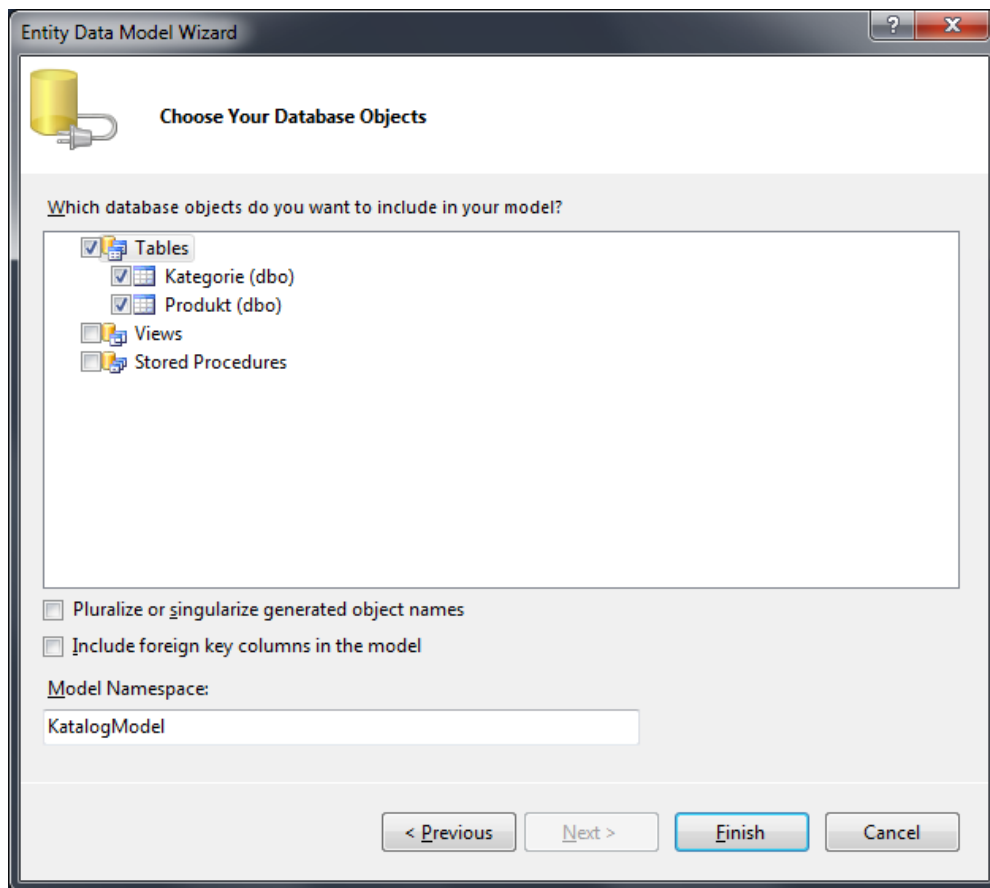 Entity Data Model Wizard
?
Choose Your Database Objects
Which database objects do you want to include in your model?
Tables
Kategorie (dbo)
Produkt (dbo)
Views
Stored Procedures
Pluralize or singularize generated object names
Include foreign key columns in the model
Model Namespace:
KatalogModel
< Previous Next > Finish Cancel